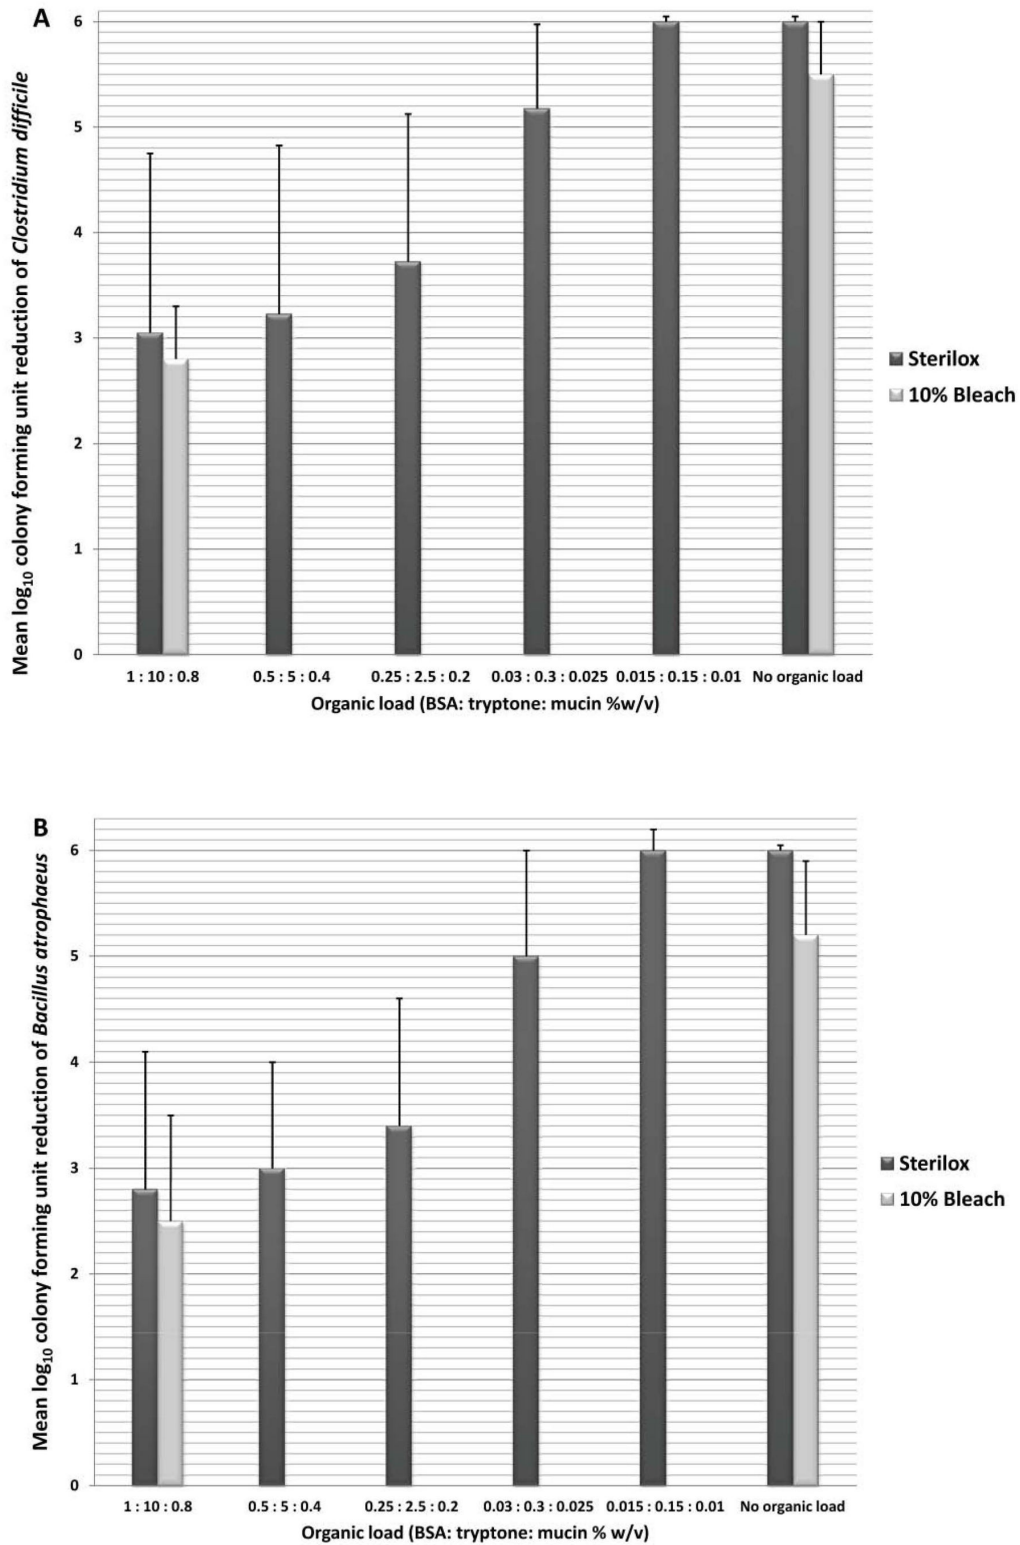 A
6
5
4
3
2
1
0
Mean log₁₀ colony forming unit reduction of Clostridium difficile
1 : 10 : 0.8
0.5 : 5 : 0.4
0.25 : 2.5 : 0.2
0.03 : 0.3 : 0.025
0.015 : 0.15 : 0.01
No organic load
Organic load (BSA: tryptone: mucin %w/v)
Sterilox
10% Bleach
B
6
5
4
3
2
1
0
Mean log₁₀ colony forming unit reduction of Bacillus atrophaeus
1 : 10 : 0.8
0.5 : 5 : 0.4
0.25 : 2.5 : 0.2
0.03 : 0.3 : 0.025
0.015 : 0.15 : 0.01
No organic load
Organic load (BSA: tryptone: mucin % w/v)
Sterilox
10% Bleach